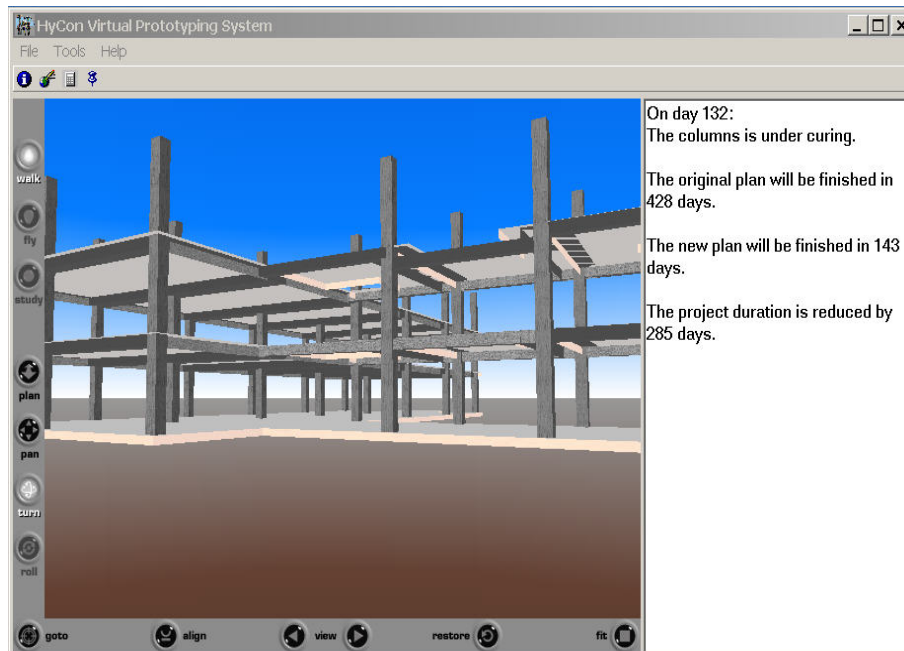 HyCon Virtual Prototyping System
File Tools Help
walk
fly
study
plan
pan
turn
roll
goto align view restore fit
On day 132:
The columns is under curing.
The original plan will be finished in
428 days.
The new plan will be finished in 143
days.
The project duration is reduced by
285 days.